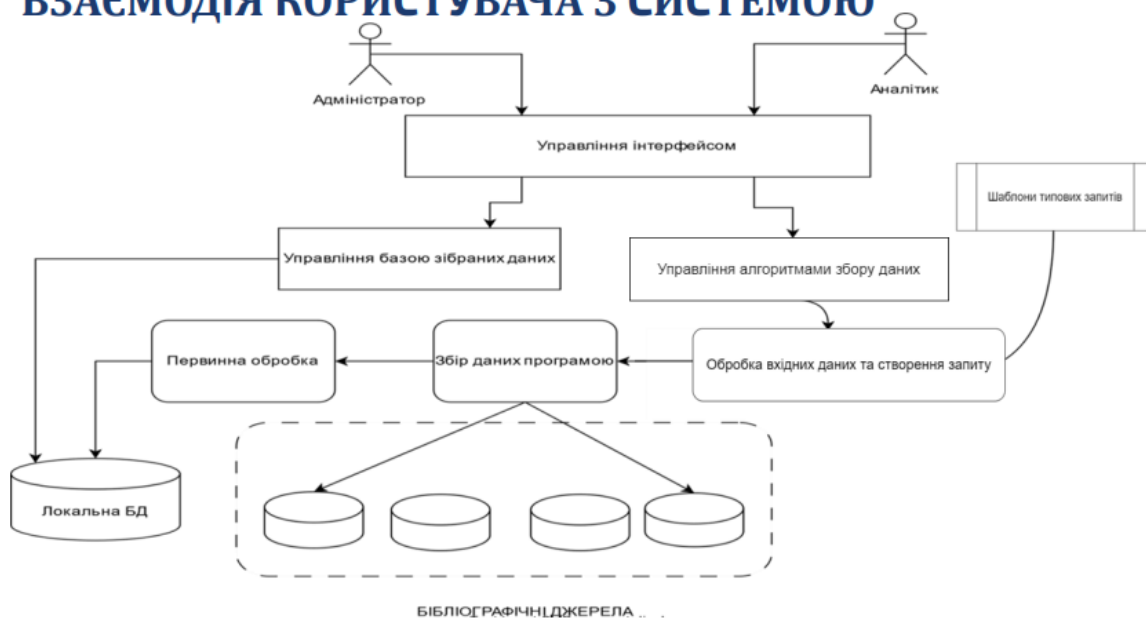 ВЗАЄМОДІЯ КОРИСТУВАЧА З СИСТЕМОЮ
Адміністратор
Аналітик
Управління інтерфейсом
Шаблони типових запитів
Управління базою зібраних даних
Управління алгоритмами збору даних
Первинна обробка
Збір даних програмою
Обробка вхідних даних та створення запиту
Локальна БД
БІБЛІОГРАФІЧНІ ДЖЕРЕЛА